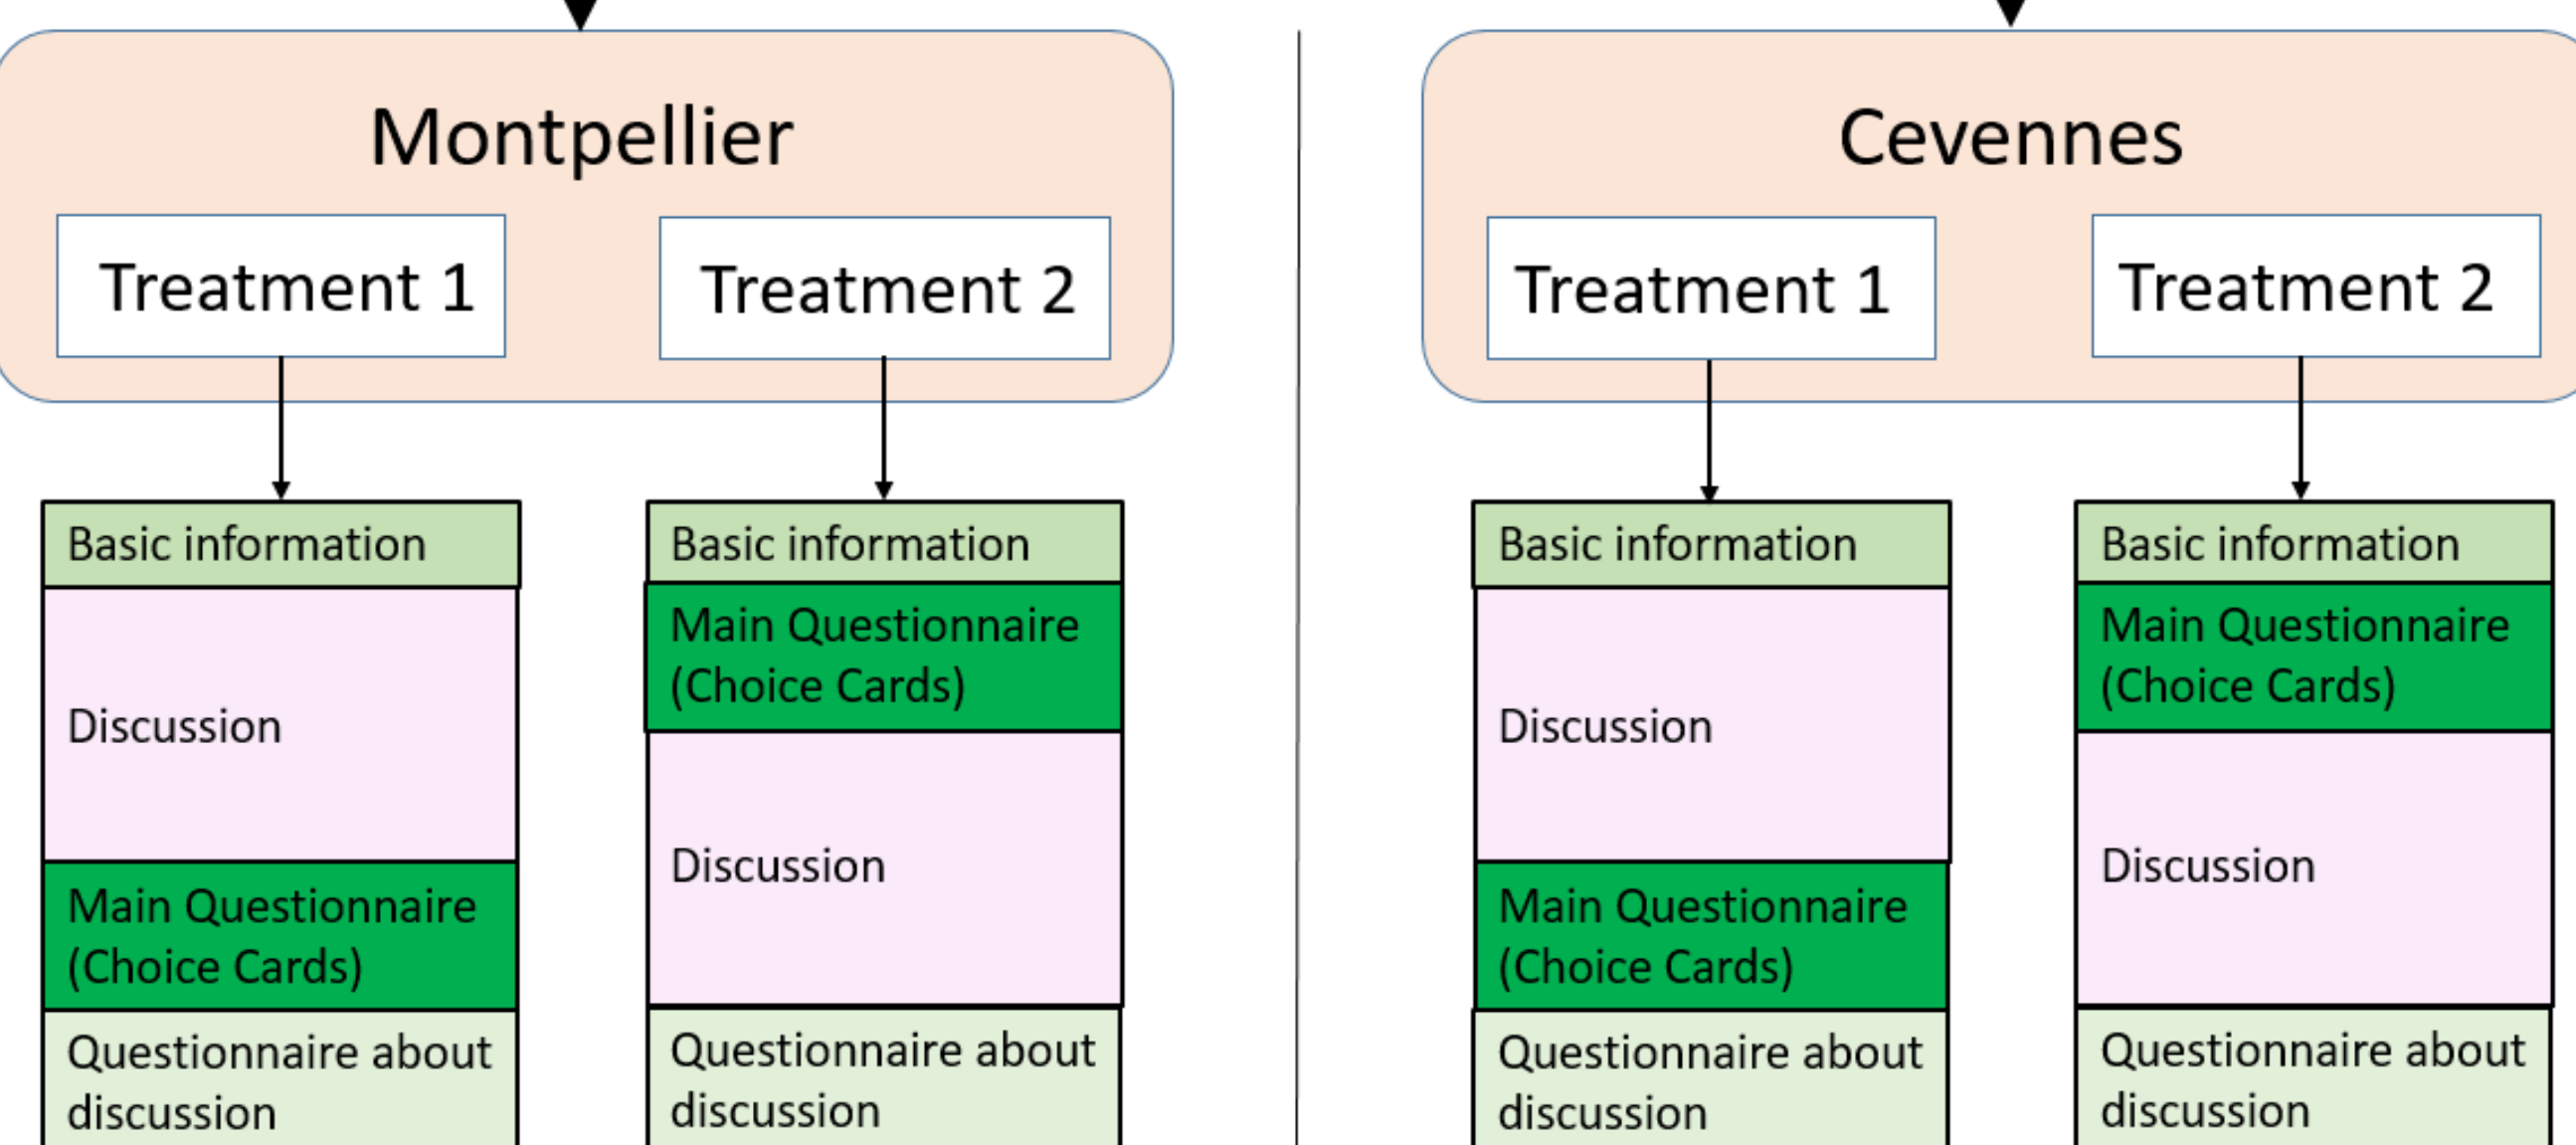 Montpellier
Treatment 1
Treatment 2
Basic information
Discussion
Main Questionnaire
(Choice Cards)
Questionnaire about
discussion
Basic information
Main Questionnaire
(Choice Cards)
Discussion
Questionnaire about
discussion
Cevennes
Treatment 1
Treatment 2
Basic information
Discussion
Main Questionnaire
(Choice Cards)
Questionnaire about
discussion
Basic information
Main Questionnaire
(Choice Cards)
Discussion
Questionnaire about
discussion